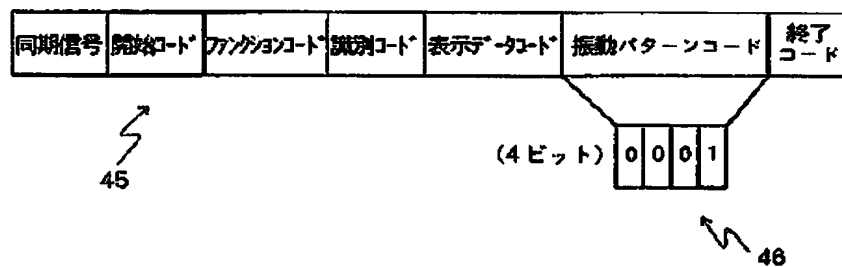 同期信号 開始コード ファンクションコード 識別コード 表示データコード 振動パターンコード 終了
コード
(4ビット) 0 0 0 1
45
46